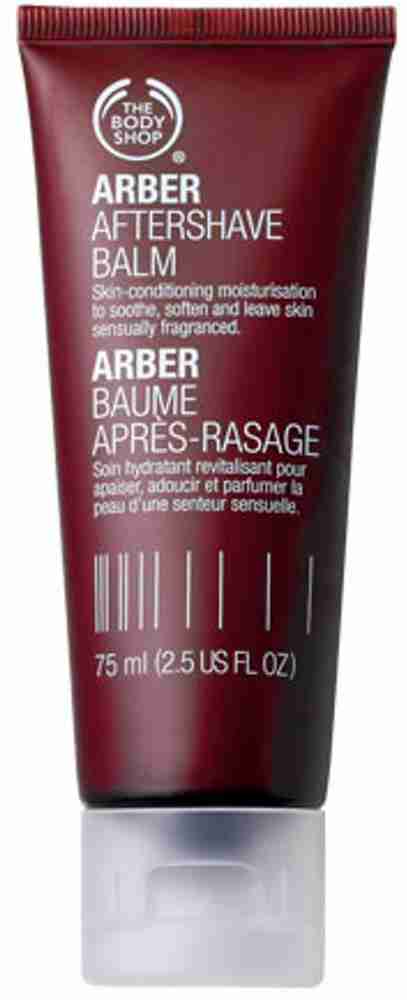 THE
BODY
SHOP
®
ARBER
AFTERSHAVE
BALM
Skin-conditioning moisturisation
to soothe, soften and leave skin
sensually fragranced.
ARBER
BAUME
APRÈS-RASAGE
Soin hydratant revitalisant pour
apaiser, adoucir et parfumer la
peau d'une senteur sensuelle.
75 ml (2.5 US FL OZ)